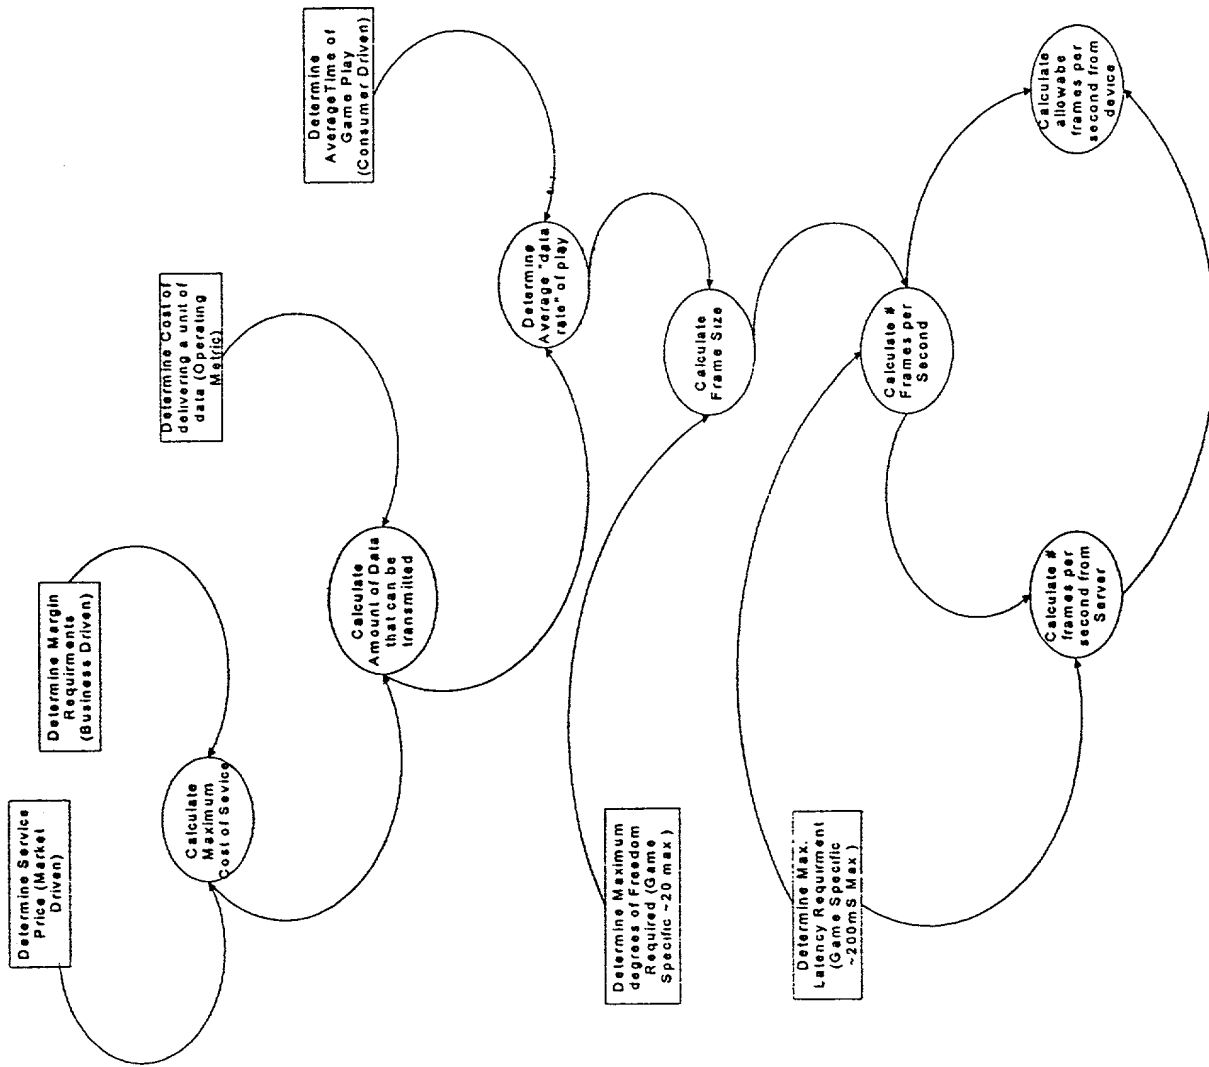 Determine Service
Price (Market
Driven)
Determine Margin
Requirments
(Business Driven)
Calculate
Maximum
Cost of Sevice
Determine Cost of
delivering a unit of
data (Operating
Metric)
Calculate
Amount of Data
that can be
transmitted
Determine
Average Time of
Game Play
(Consumer Driven)
Determine
Average "data
rate" of play
Determine Maximum
degrees of Freedom
Required (Game
Specific ~20 max )
Calculate
Frame Size
Determine Max.
Latency Requirment
(Game Specific
~200mS Max )
Calculate #
Frames per
Second
Calculate #
frames per
second from
Server
Calculate
allowabe
frames per
second from
device